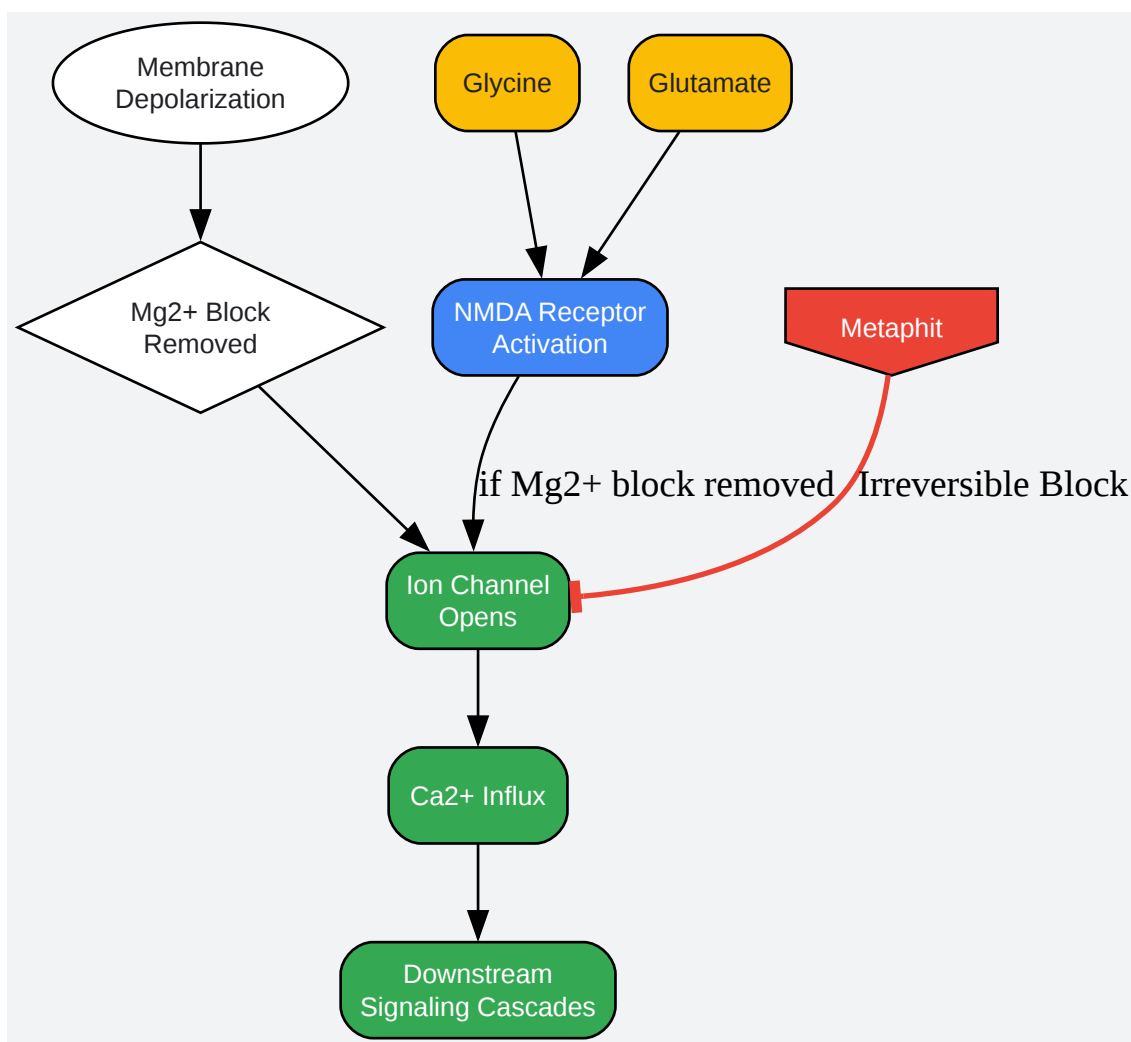 Membrane
Depolarization
Glycine
Glutamate
Mg2+ Block
Removed
NMDA Receptor
Activation
Metaphit
if Mg2+ block removed
Irreversible Block
Ion Channel
Opens
Ca2+ Influx
Downstream
Signaling Cascades